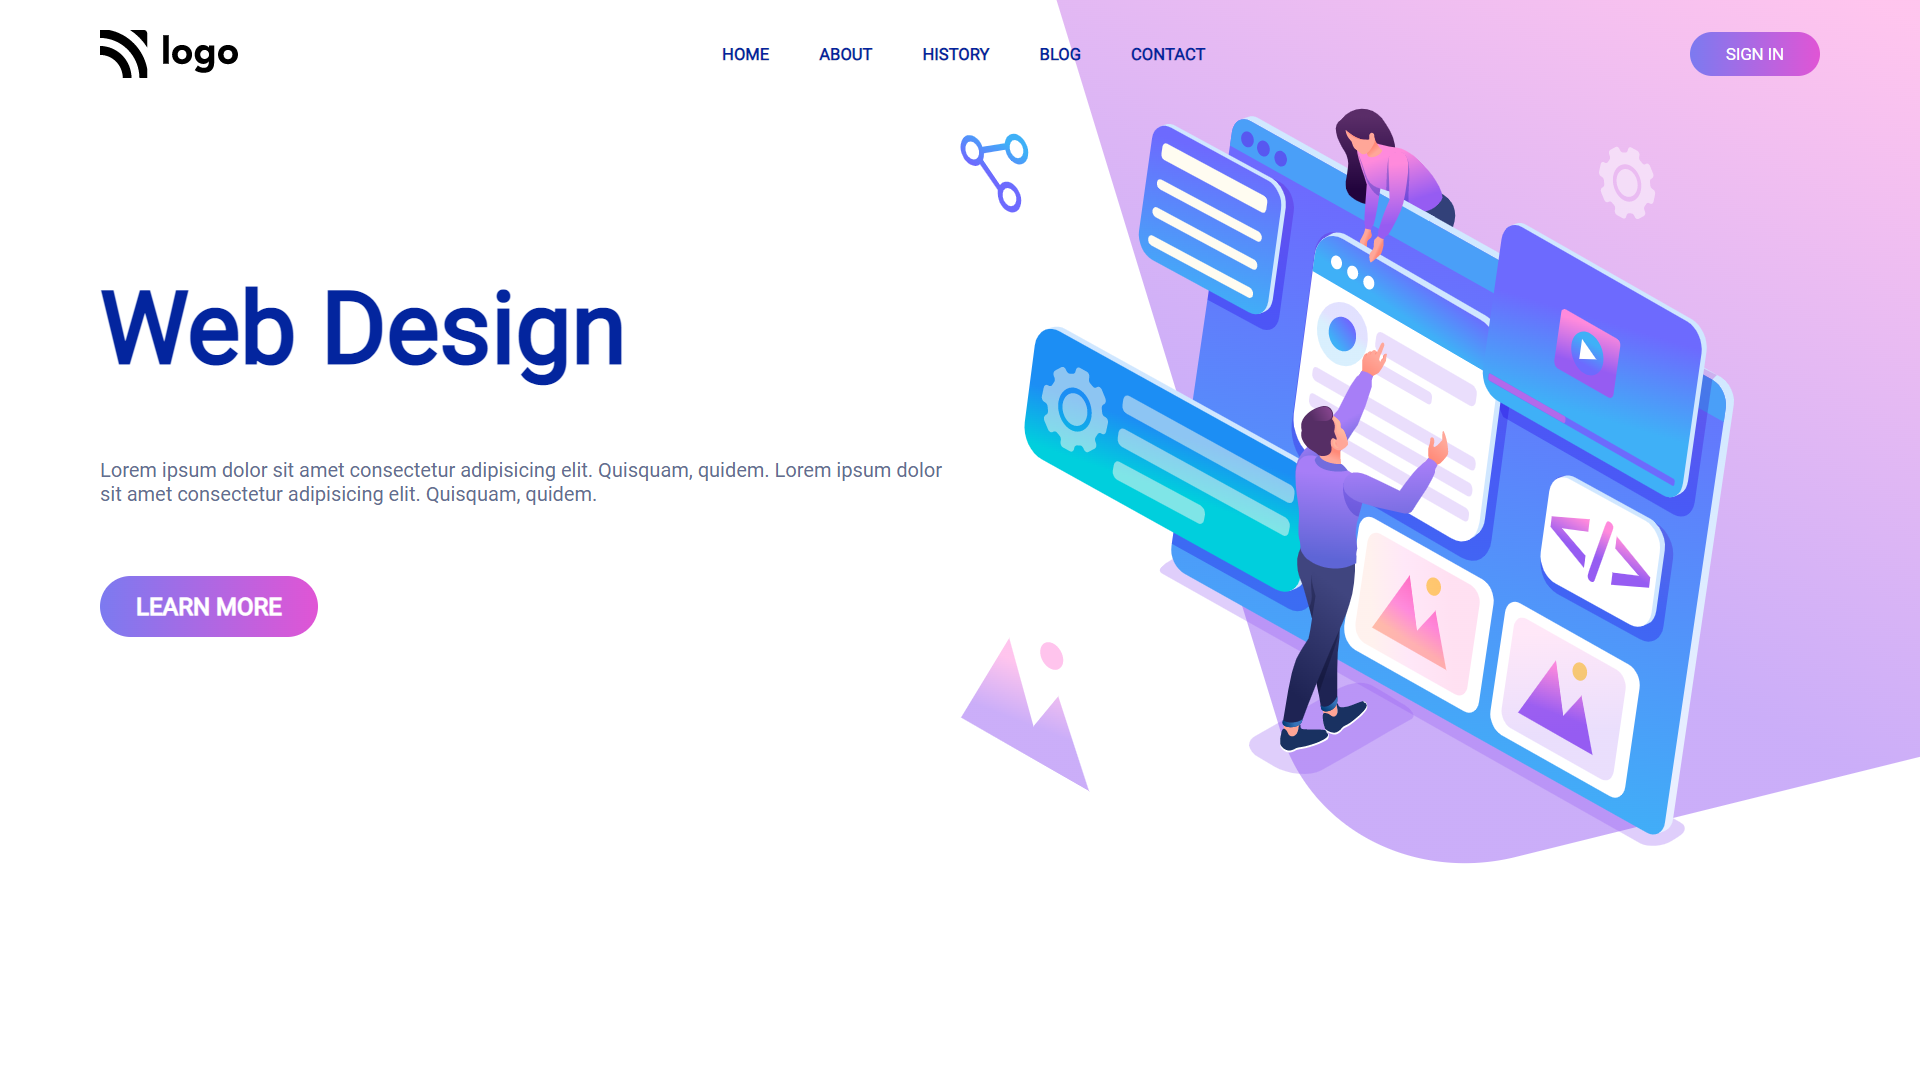 logo
HOME ABOUT HISTORY BLOG CONTACT
SIGN IN
Web Design
Lorem ipsum dolor sit amet consectetur adipisicing elit. Quisquam, quidem. Lorem ipsum dolor
sit amet consectetur adipisicing elit. Quisquam, quidem.
LEARN MORE
</>